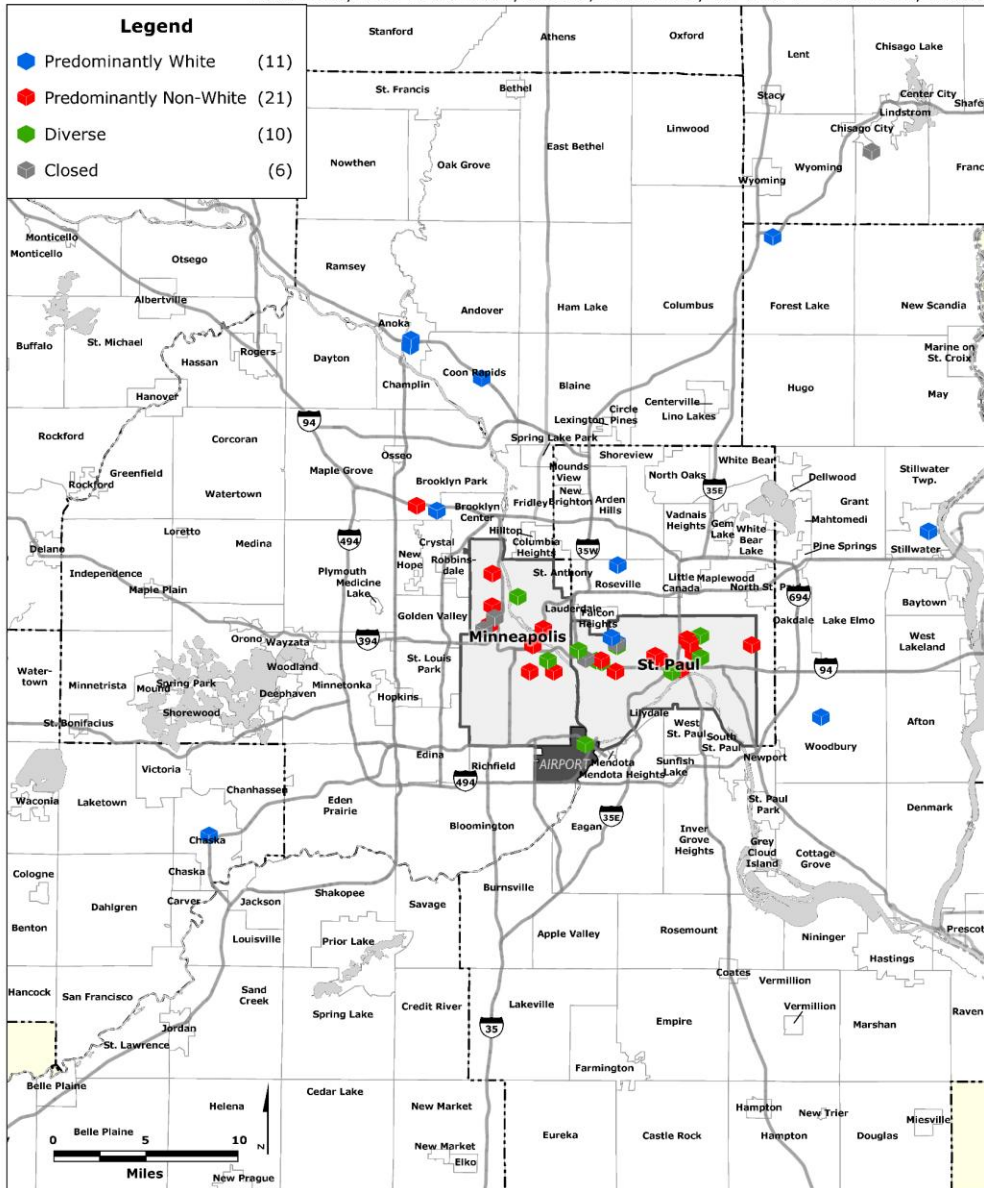 Legend
Predominantly White (11)
Predominantly Non-White (21)
Diverse (10)
Closed (6)
Stanford
Athens
Oxford
Lent
Chisago Lake
St. Francis
Bethel
Stacy
Center City
Lindstrom
Chisago City
Linwood
Nowthen
Oak Grove
East Bethel
Wyoming
Wyoming
Monticello
Monticello
Otsego
Ramsey
Albertville
Andover
Ham Lake
Columbus
Forest Lake
New Scandia
Anoka
Buffalo
St. Michael
Hassan
Rogers
Dayton
Marine on
St. Croix
Champlin
Coon Rapids
Blaine
Hugo
May
Hanover
Centerville
Lino Lakes
Circle
Pines
Lexington
Rockford
94
Corcoran
Spring Lake Park
Osseo
Shoreview
Maple Grove
Mounds
View
White Bear
North Oaks
Greenfield
Rockford
Brooklyn Park
35E
Dellwood
Stillwater
Twp.
Watertown
New
Brighton
Arden
Hills
Grant
Brooklyn
Center
Fridley
Vadnais
Heights
Mahtomedi
Loretto
Medina
494
Crystal
Hilltop
Columbia
Heights
35W
Gem
Lake
White
Bear
Lake
Pine Springs
Stillwater
Delano
New
Hope
Robbins-
dale
Independence
Plymouth
St. Anthony
Roseville
Little
Canada
Maplewood
North St. Paul
Maple Plain
Medicine
Lake
694
Baytown
Golden Valley
Lauderdale
Falcon
Heights
Oakdale
Lake Elmo
Orono
Wayzata
394
Minneapolis
West
Lakeland
Water-
town
Woodland
St. Louis
Park
St. Paul
94
Minnetrista
Mound
Spring Park
Deephaven
Minnetonka
Hopkins
Shorewood
St. Bonifacius
Lilydale
West
St. Paul
South
St. Paul
Afton
Woodbury
Victoria
Edina
Richfield
AIRPORT
Mendota
Mendota Heights
Sunfish
Lake
Newport
Waconia
Laketown
Chanhassen
494
Eden
Prairie
St. Paul
Park
Denmark
Bloomington
Eagan
35E
Inver
Grove
Heights
Grey
Cloud
Island
Cottage
Grove
Chaska
Cologne
Chaska
Burnsville
Dahlgren
Carver
Jackson
Shakopee
Savage
Benton
Louisville
Prior Lake
Apple Valley
Rosemount
Nininger
Hastings
Coates
Vermillion
Hancock
San Francisco
Sand
Creek
Spring Lake
Credit River
Lakeville
Vermillion
Empire
Marshan
Jordan
35
St. Lawrence
Farmington
Belle Plaine
Cedar Lake
Helena
New Market
Hampton
New Trier
Miesville
0 5 10
Miles
Z
Belle Plaine
Eureka
Castle Rock
Hampton
Douglas
New Market
Elko
New Prague